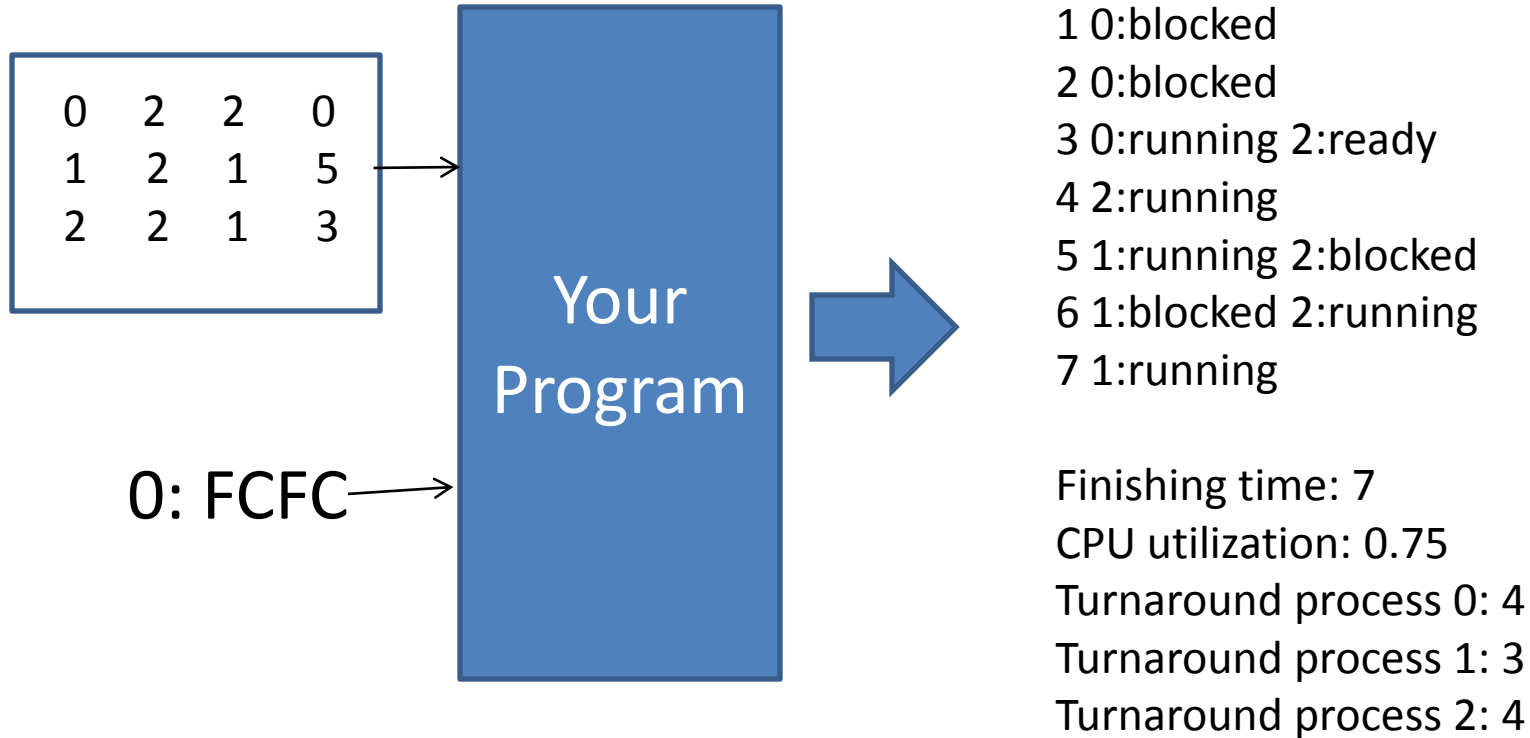 0 2 2 0
1 2 1 5
2 2 1 3
0: FCFC
Your
Program
1 0:blocked
2 0:blocked
3 0:running 2:ready
4 2:running
5 1:running 2:blocked
6 1:blocked 2:running
7 1:running
Finishing time: 7
CPU utilization: 0.75
Turnaround process 0: 4
Turnaround process 1: 3
Turnaround process 2: 4